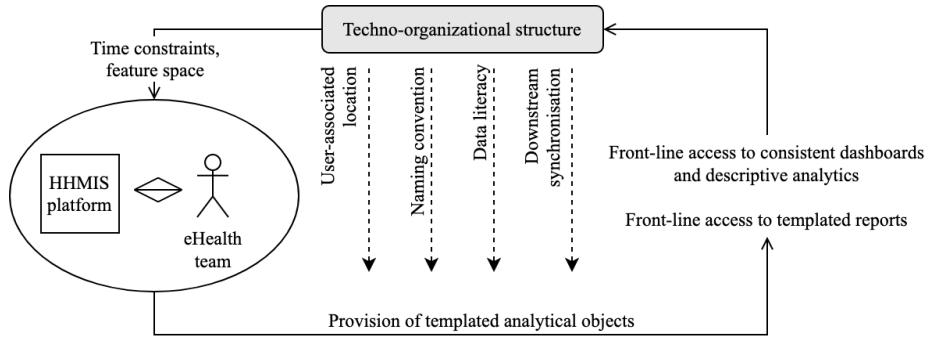 Techno-organizational structure
Time constraints,
feature space
User-associated
location
Naming convention
Data literacy
Downstream
synchronisation
HHMIS
platform
eHealth
team
Front-line access to consistent dashboards
and descriptive analytics
Front-line access to templated reports
Provision of templated analytical objects